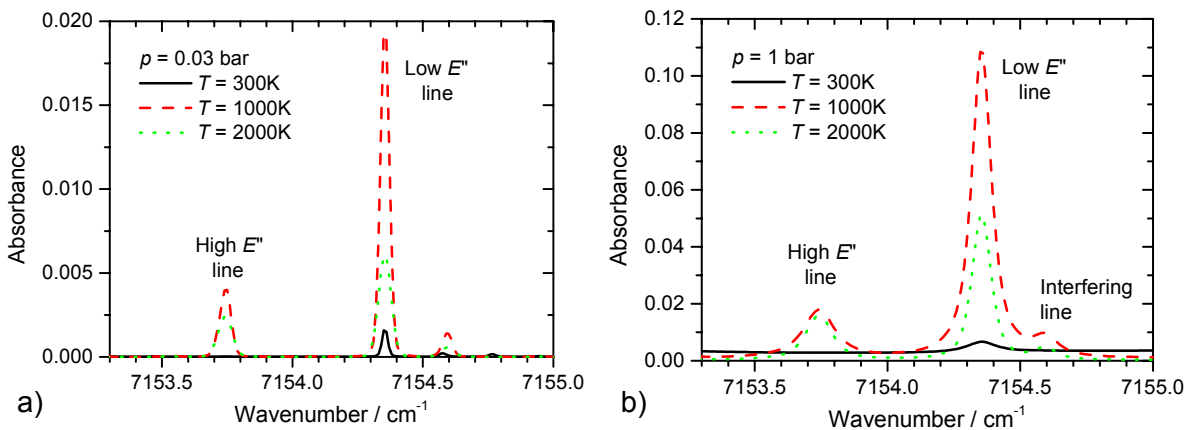 0.020
0.015
0.010
0.005
0.000
Absorbance
p = 0.03 bar
T = 300K
T = 1000K
T = 2000K
Low E"
line
High E"
line
7153.5
7154.0
7154.5
7155.0
Wavenumber / cm-1
a)
0.12
0.10
0.08
0.06
0.04
0.02
0.00
Absorbance
p = 1 bar
T = 300K
T = 1000K
T = 2000K
Low E"
line
High E"
line
Interfering
line
7153.5
7154.0
7154.5
7155.0
Wavenumber / cm-1
b)